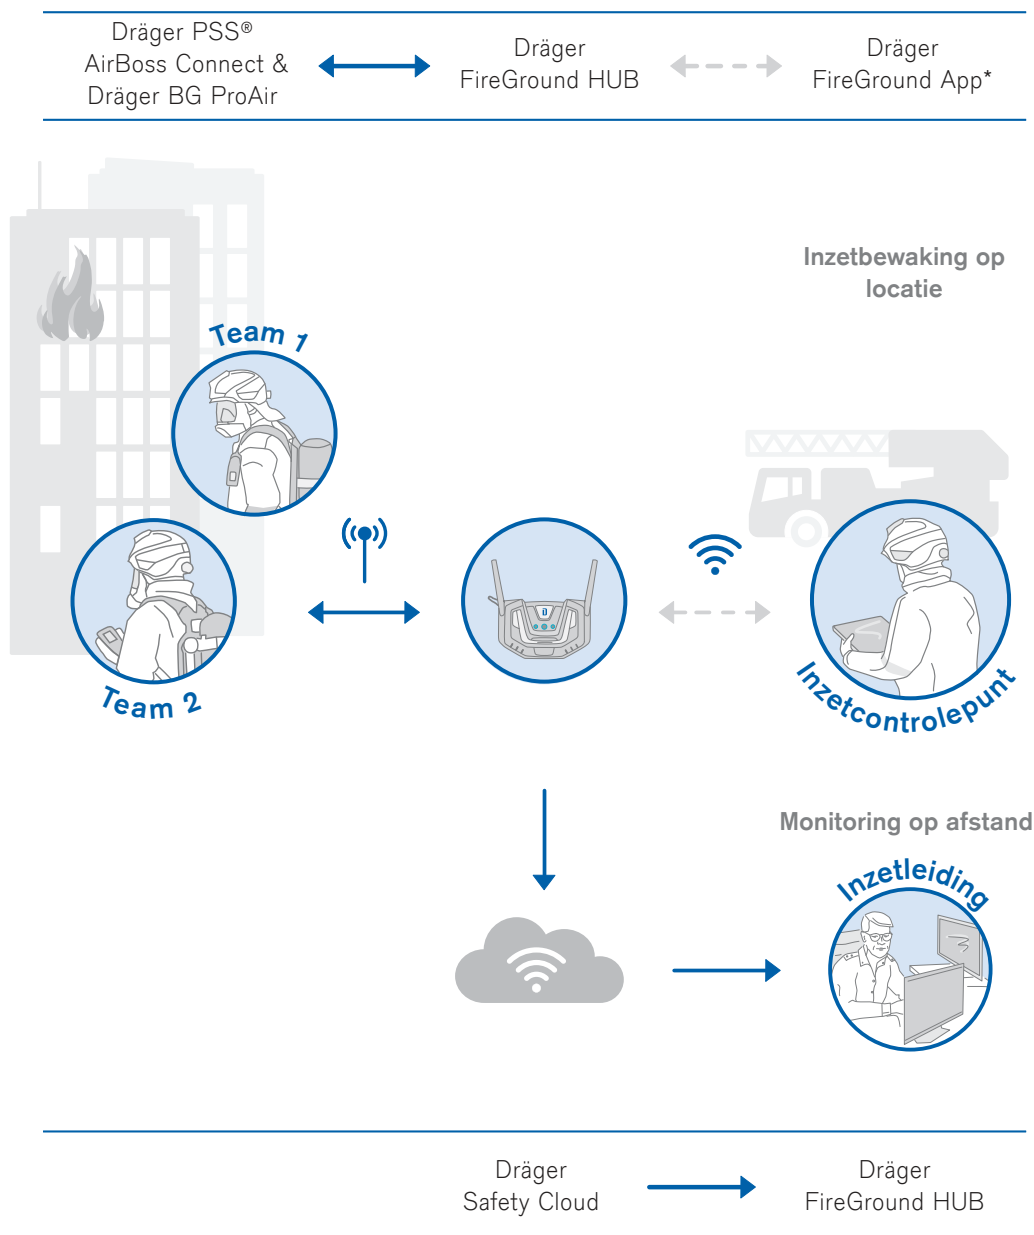 Dräger PSS®
AirBoss Connect &
Dräger BG ProAir
Dräger
FireGround HUB
Dräger
FireGround App*
Inzetbewaking op
locatie
Team 1
Team 2
Inzetcontrolepunt
Monitoring op afstand
Inzetleiding
Dräger
Safety Cloud
Dräger
FireGround HUB